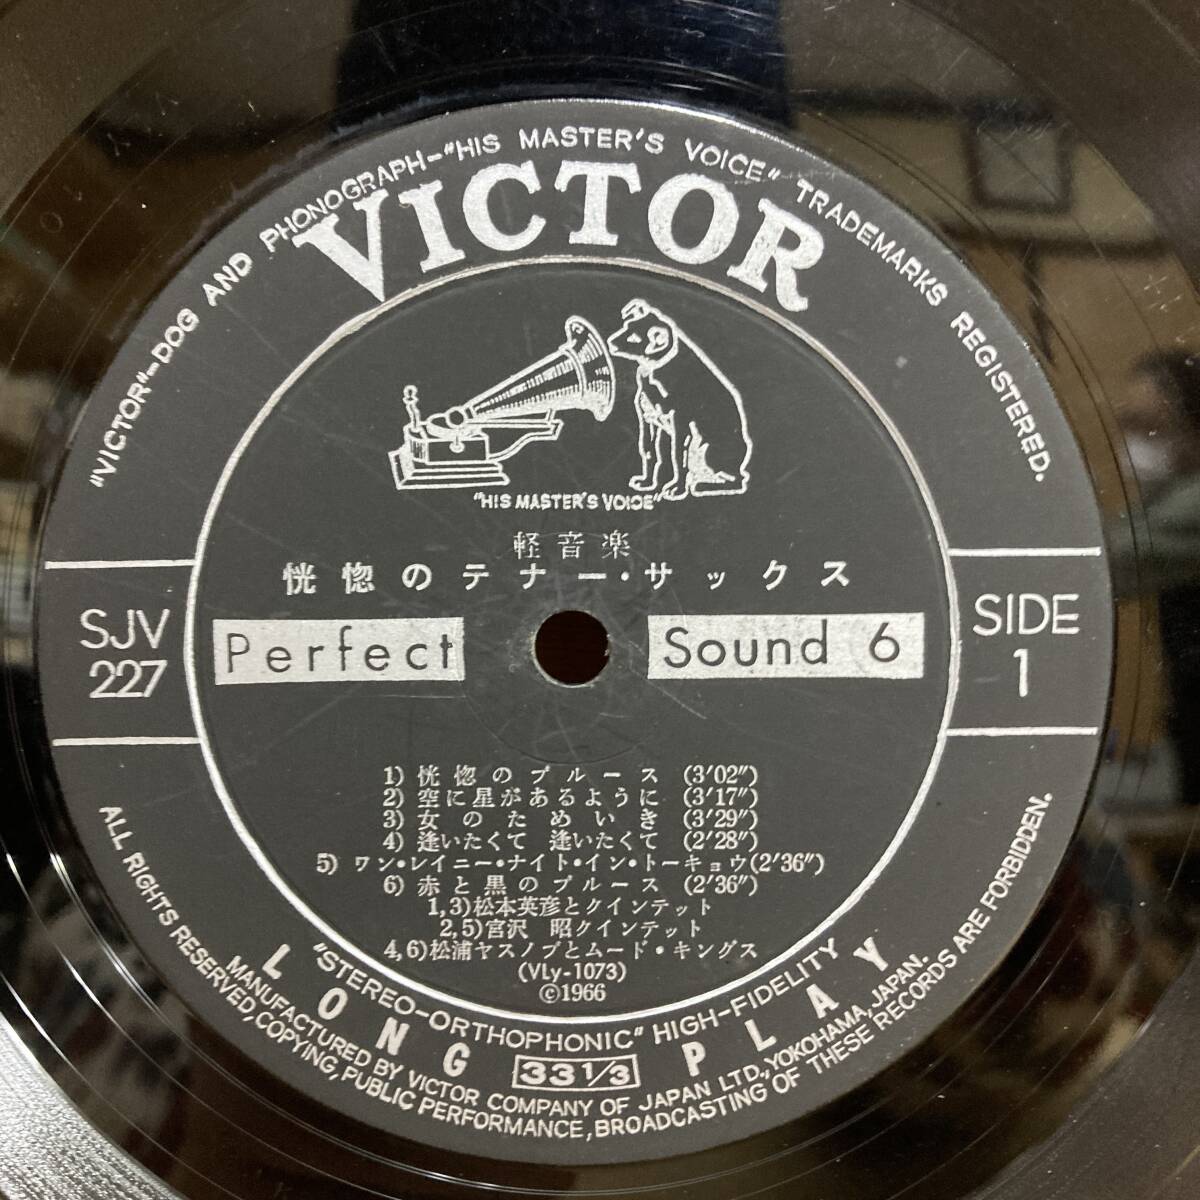 "VICTOR"-DOG AND PHONOGRAPH-"HIS MASTER'S VOICE" TRADEMARKS REGISTERED.
VICTOR
"HIS MASTER'S VOICE"
軽音楽
恍惚のテナー・サックス
SJV
227
Perfect Sound 6
SIDE
1
1) 恍惚のブルース (3'02")
2) 空に星があるように (3'17")
3) 女のためいき (3'29")
4) 逢いたくて 逢いたくて (2'28")
5) ワン・レイニー・ナイト・イン・トーキョウ(2'36")
6) 赤と黒のブルース (2'36")
1,3)松本英彦とクインテット
2,5)宮沢 昭クインテット
4,6)松浦ヤスノブとムード・キングス
(VLy-1073)
©1966
"STEREO-ORTHOPHONIC" HIGH-FIDELITY
LONG 33 1/3 PLAY
MANUFACTURED BY VICTOR COMPANY OF JAPAN LTD., YOKOHAMA, JAPAN.
ALL RIGHTS RESERVED, COPYING, PUBLIC PERFORMANCE, BROADCASTING OF THESE RECORDS ARE FORBIDDEN.